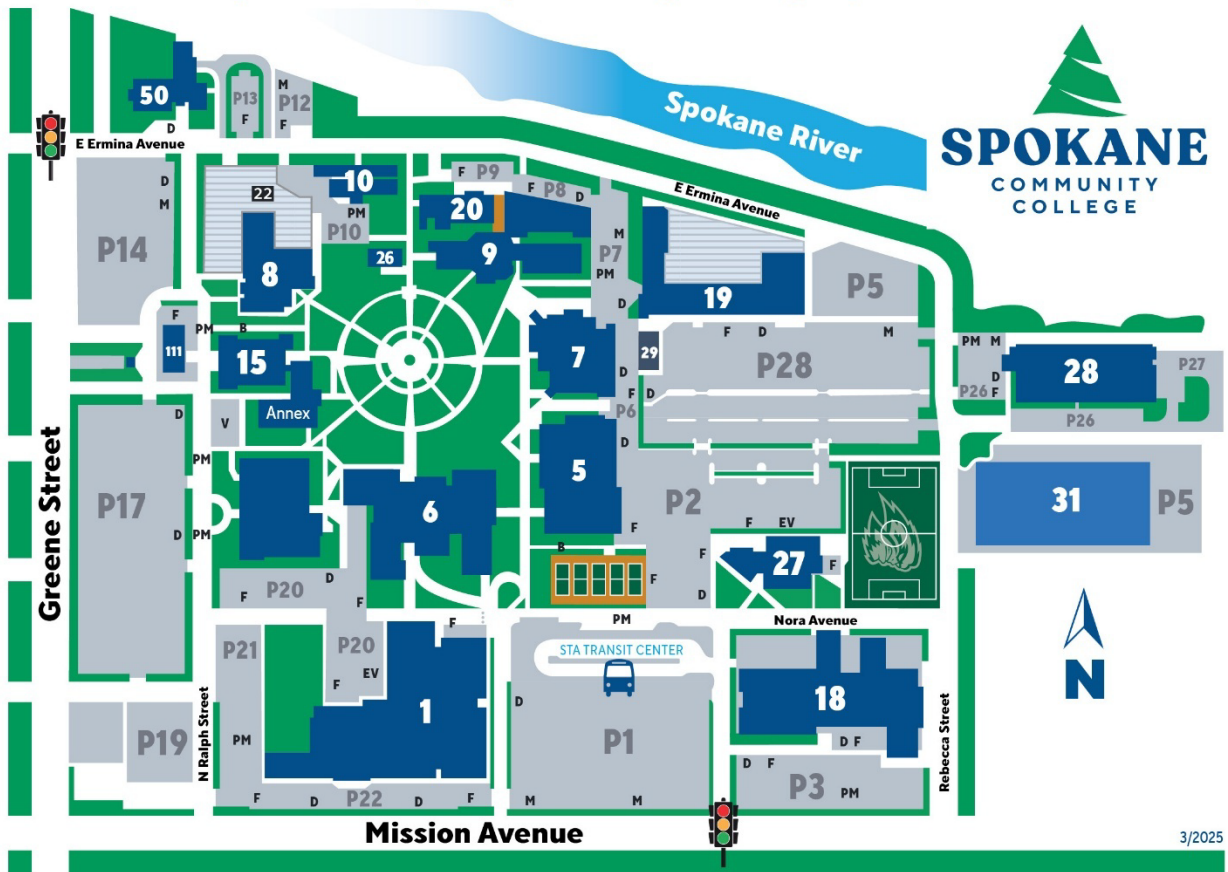 Spokane River
SPOKANE
COMMUNITY
COLLEGE
50
D
P13
F
M
P12
F
E Ermina Avenue
E Ermina Avenue
D
M
P14
22
10
PM
P10
F P9
F P8 D
20
9
26
8
M
P7
PM
D
19
P5
F
111
PM B
15
Annex
V
7
29
D
F
P6
D
D
F D M
P28
PM M
D
P26 F
28
P27
P26
Greene Street
D
P17
D
PM
PM
6
5
F
P2
F EV
31
P5
B
F
F
D
27
F
D
F P20
F
P20
EV
F
F
PM
Nora Avenue
STA TRANSIT CENTER
P21
PM
N Ralph Street
P19
1
D
P1
M M
18
D F
Rebecca Street
D F
P3
PM
F D P22 D F
N
Mission Avenue
3/2025